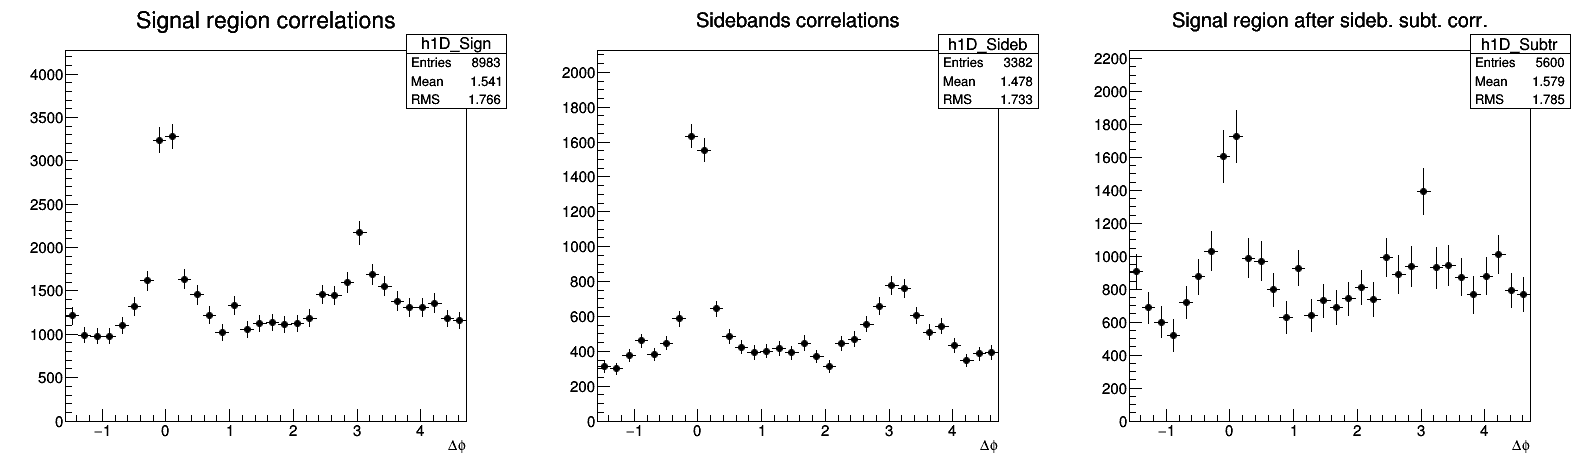 Signal region correlations
h1D_Sign
Entries 8983
Mean 1.541
RMS 1.766
4000
3500
3000
2500
2000
1500
1000
500
0
−1 0 1 2 3 4
Δϕ
Sidebands correlations
h1D_Sideb
Entries 3382
Mean 1.478
RMS 1.733
2000
1800
1600
1400
1200
1000
800
600
400
200
0
−1 0 1 2 3 4
Δϕ
Signal region after sideb. subt. corr.
h1D_Subtr
Entries 5600
Mean 1.579
RMS 1.785
2200
2000
1800
1600
1400
1200
1000
800
600
400
200
0
−1 0 1 2 3 4
Δϕ